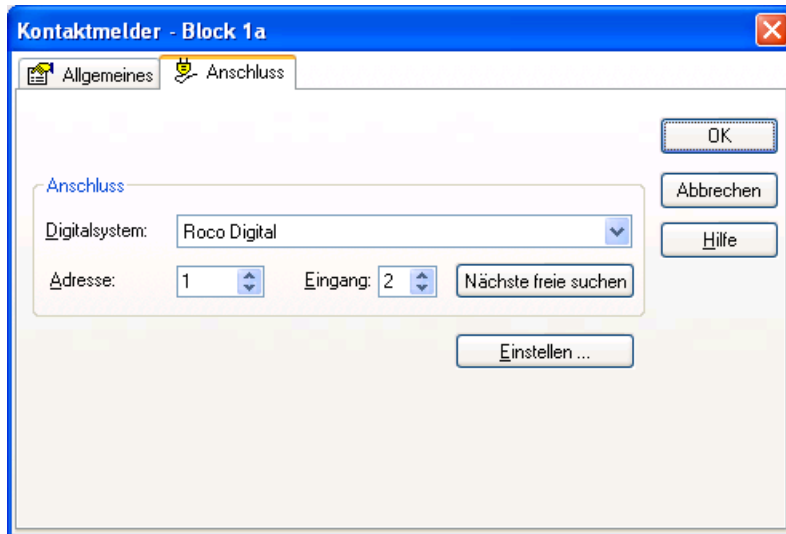 Kontaktmelder - Block 1a
Allgemeines Anschluss
OK
Anschluss
Abbrechen
Digitalsystem: Roco Digital
Hilfe
Adresse: 1 Eingang: 2 Nächste freie suchen
Einstellen ...